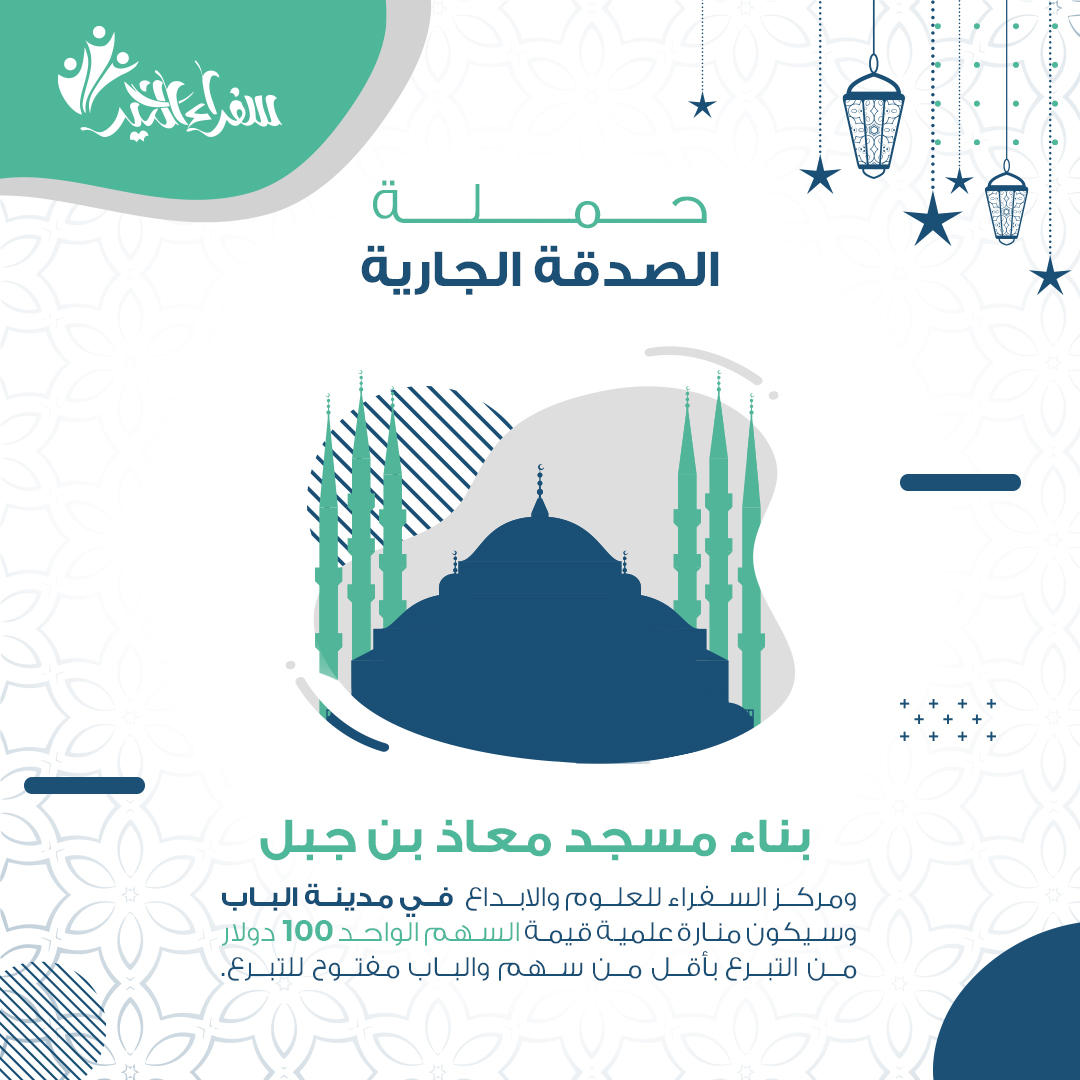 سفراء الخير
حملة
الصدقة الجارية
بناء مسجد معاذ بن جبل
ومركز السفراء للعلوم والابداع في مدينة الباب
وسيكون منارة علمية قيمة السهم الواحد 100 دولار
من التبرع بأقل من سهم والباب مفتوح للتبرع.